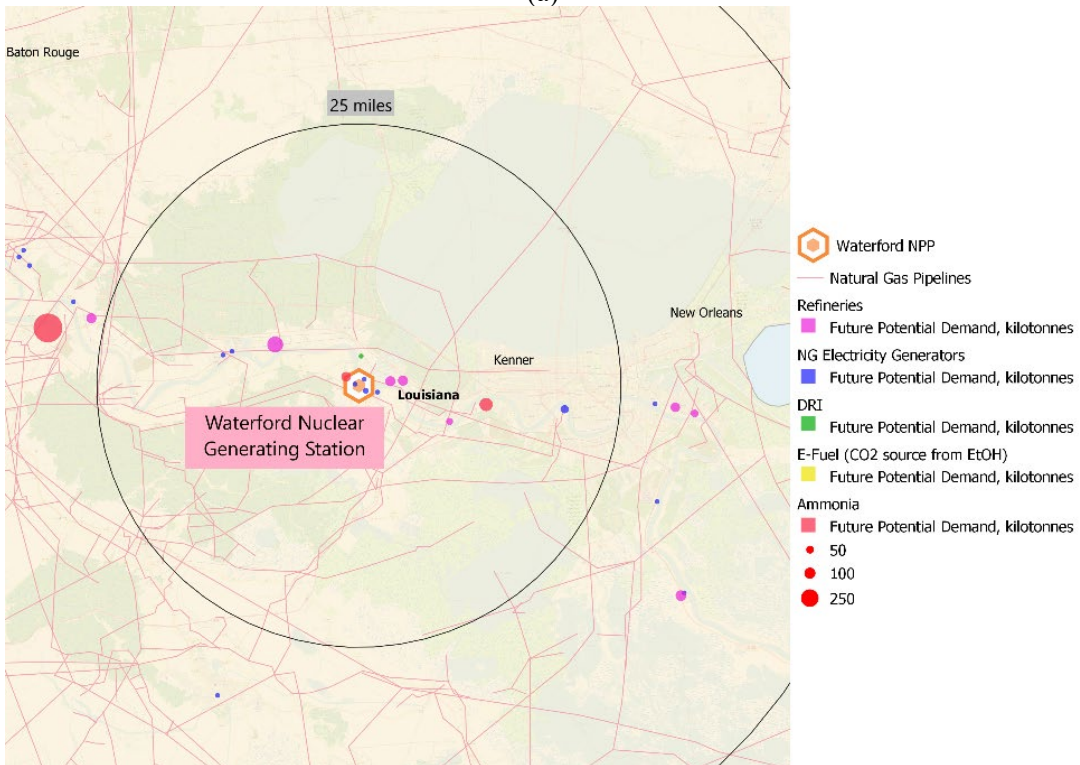 (a)
Baton Rouge
25 miles
New Orleans
Kenner
Louisiana
Waterford Nuclear
Generating Station
Waterford NPP
Natural Gas Pipelines
Refineries
Future Potential Demand, kilotonnes
NG Electricity Generators
Future Potential Demand, kilotonnes
DRI
Future Potential Demand, kilotonnes
E-Fuel (CO2 source from EtOH)
Future Potential Demand, kilotonnes
Ammonia
Future Potential Demand, kilotonnes
50
100
250